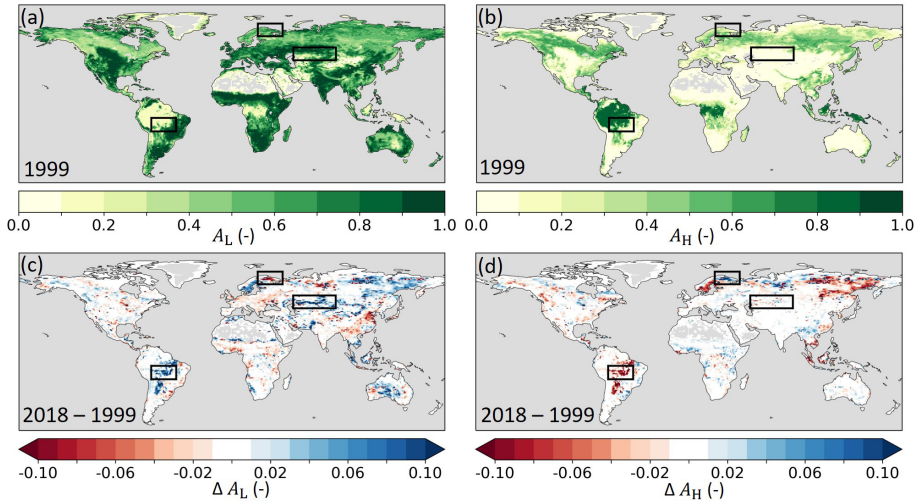 (a)
1999
0.0 0.2 0.4 0.6 0.8 1.0
A_L (-)
(b)
1999
0.0 0.2 0.4 0.6 0.8 1.0
A_H (-)
(c)
2018 – 1999
-0.10 -0.06 -0.02 0.02 0.06 0.10
Δ A_L (-)
(d)
2018 – 1999
-0.10 -0.06 -0.02 0.02 0.06 0.10
Δ A_H (-)